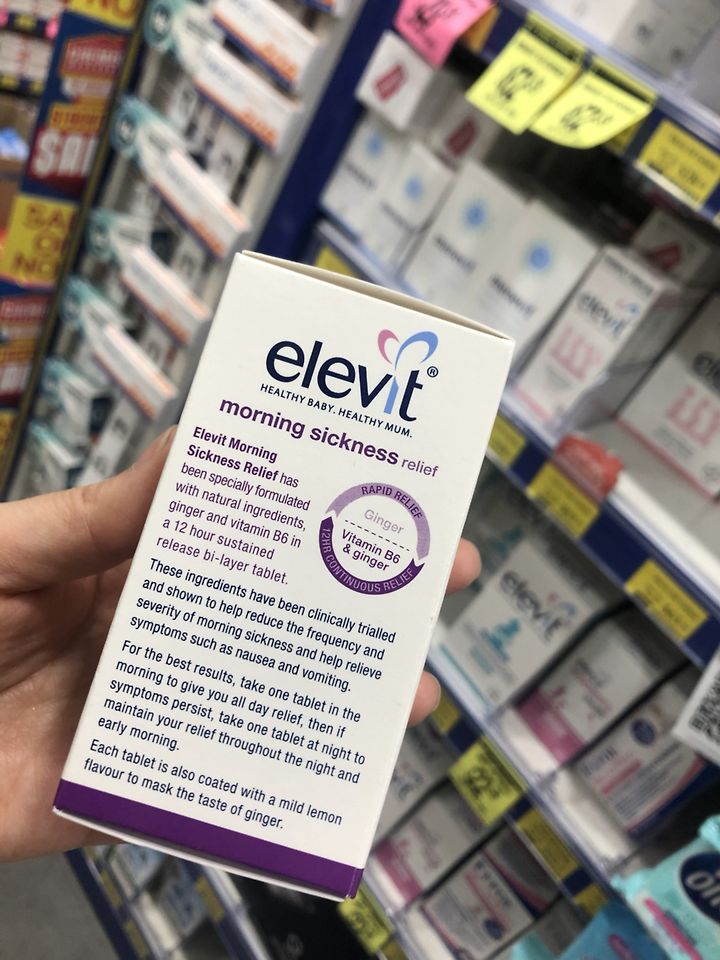 elevit®
HEALTHY BABY. HEALTHY MUM.
morning sickness relief
Elevit Morning
Sickness Relief has
been specially formulated
with natural ingredients,
ginger and vitamin B6 in
a 12 hour sustained
release bi-layer tablet.
RAPID RELIEF
Ginger
Vitamin B6
& ginger
12HR CONTINUOUS RELIEF
These ingredients have been clinically trialled
and shown to help reduce the frequency and
severity of morning sickness and help relieve
symptoms such as nausea and vomiting.
For the best results, take one tablet in the
morning to give you all day relief, then if
symptoms persist, take one tablet at night to
maintain your relief throughout the night and
early morning.
Each tablet is also coated with a mild lemon
flavour to mask the taste of ginger.
elevit
elevit